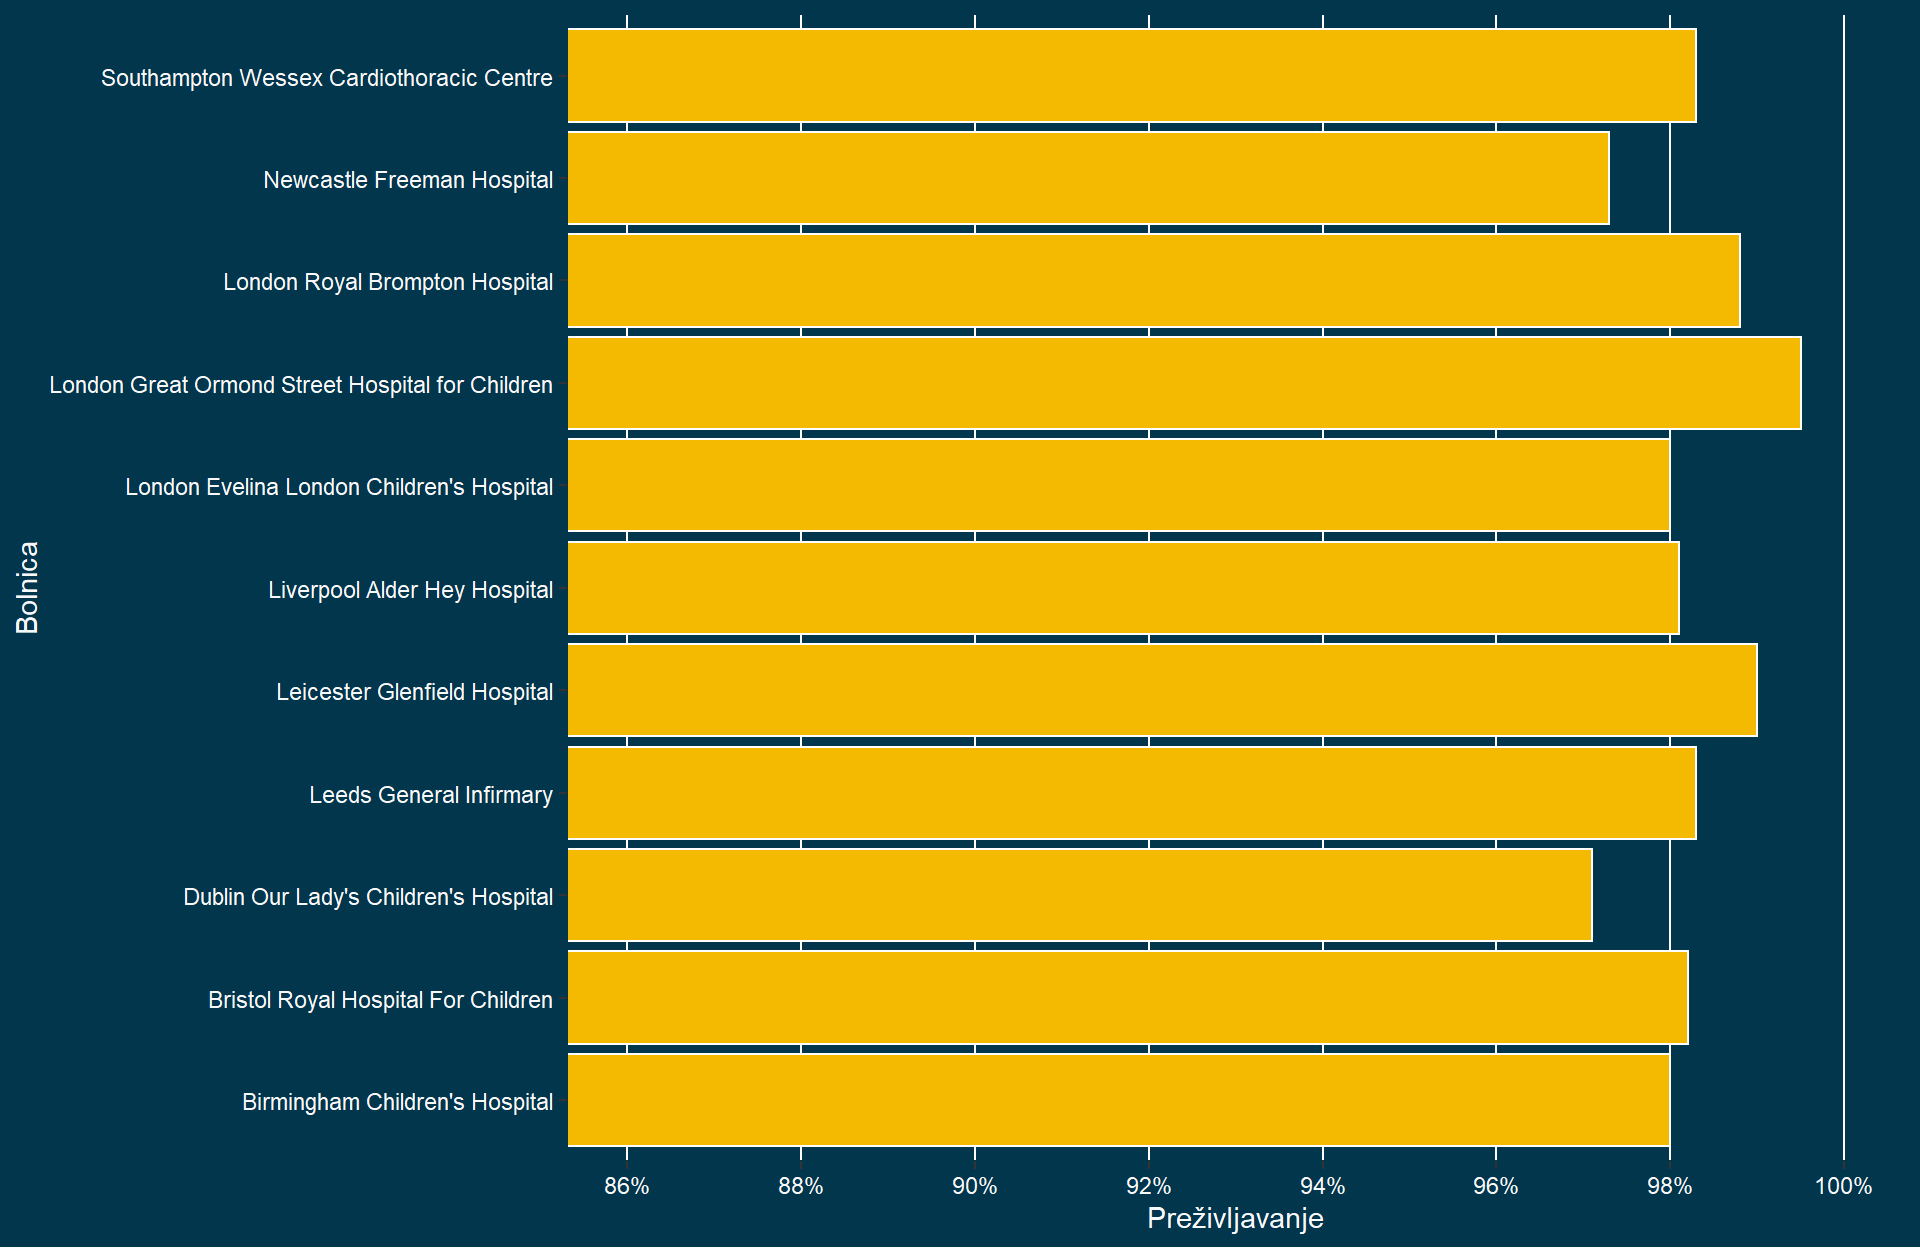 Southampton Wessex Cardiothoracic Centre
Newcastle Freeman Hospital
London Royal Brompton Hospital
London Great Ormond Street Hospital for Children
London Evelina London Children's Hospital
Liverpool Alder Hey Hospital
Leicester Glenfield Hospital
Leeds General Infirmary
Dublin Our Lady's Children's Hospital
Bristol Royal Hospital For Children
Birmingham Children's Hospital
Bolnica
86% 88% 90% 92% 94% 96% 98% 100%
Preživljavanje